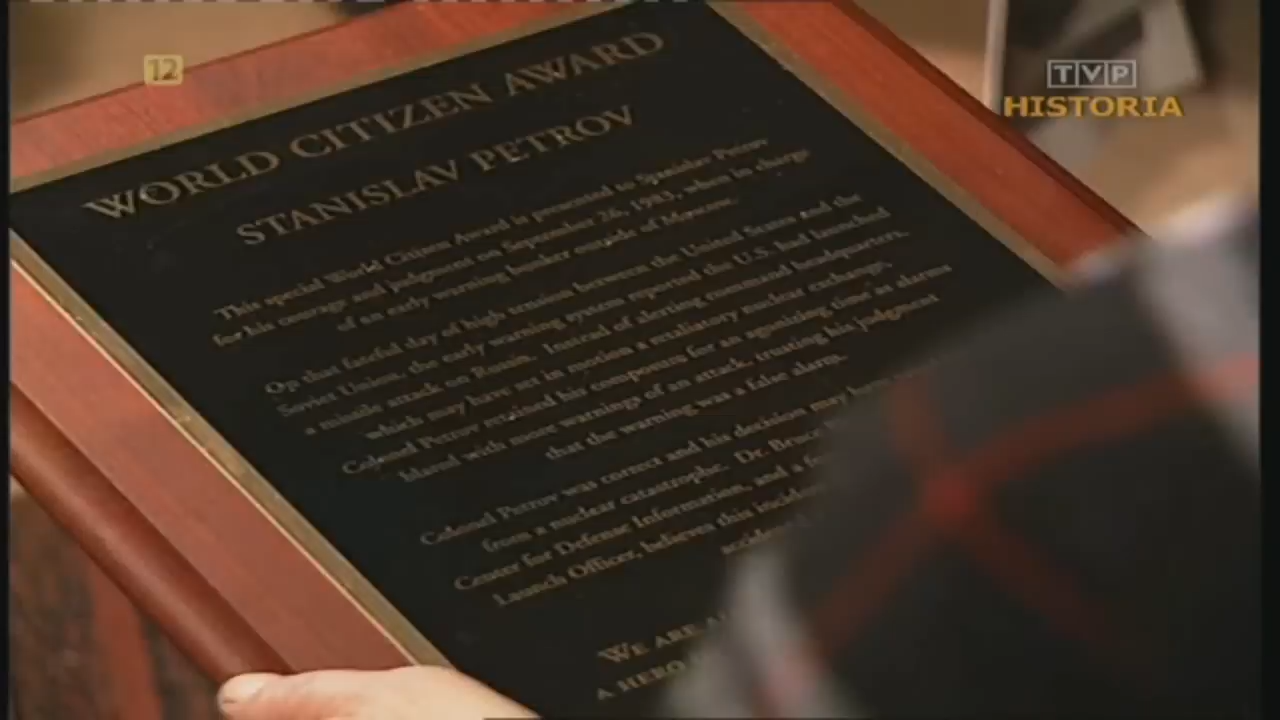 12
TVP
HISTORIA
WORLD CITIZEN AWARD
STANISLAV PETROV
This special World Citizen Award is presented to Stanislav Petrov
for his courage and judgment on September 26, 1983, when in charge
of an early warning bunker outside of Moscow.
On that fateful day of high tension between the United States and the
Soviet Union, the early warning system reported the U.S. had launched
a missile attack on Russia. Instead of alerting command headquarters,
which may have set in motion a retaliatory nuclear exchange,
Colonel Petrov retained his composure for an agonizing time as alarms
blared with more warnings of an attack, trusting his judgment
that the warning was a false alarm.
Colonel Petrov was correct and his decision may have
from a nuclear catastrophe. Dr. Bruce
Center for Defense Information, and a
Launch Officer, believes this incident
WE ARE
A HERO